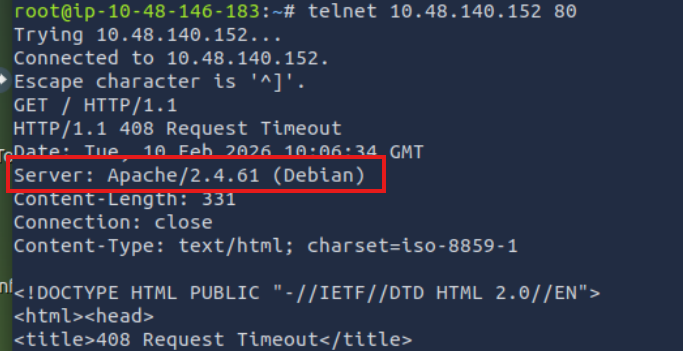 root@ip-10-48-146-183:~# telnet 10.48.140.152 80
Trying 10.48.140.152...
Connected to 10.48.140.152.
Escape character is '^]'.
GET / HTTP/1.1
HTTP/1.1 408 Request Timeout
Date: Tue, 10 Feb 2026 10:06:34 GMT
Server: Apache/2.4.61 (Debian)
Content-Length: 331
Connection: close
Content-Type: text/html; charset=iso-8859-1

<!DOCTYPE HTML PUBLIC "-//IETF//DTD HTML 2.0//EN">
<html><head>
<title>408 Request Timeout</title>